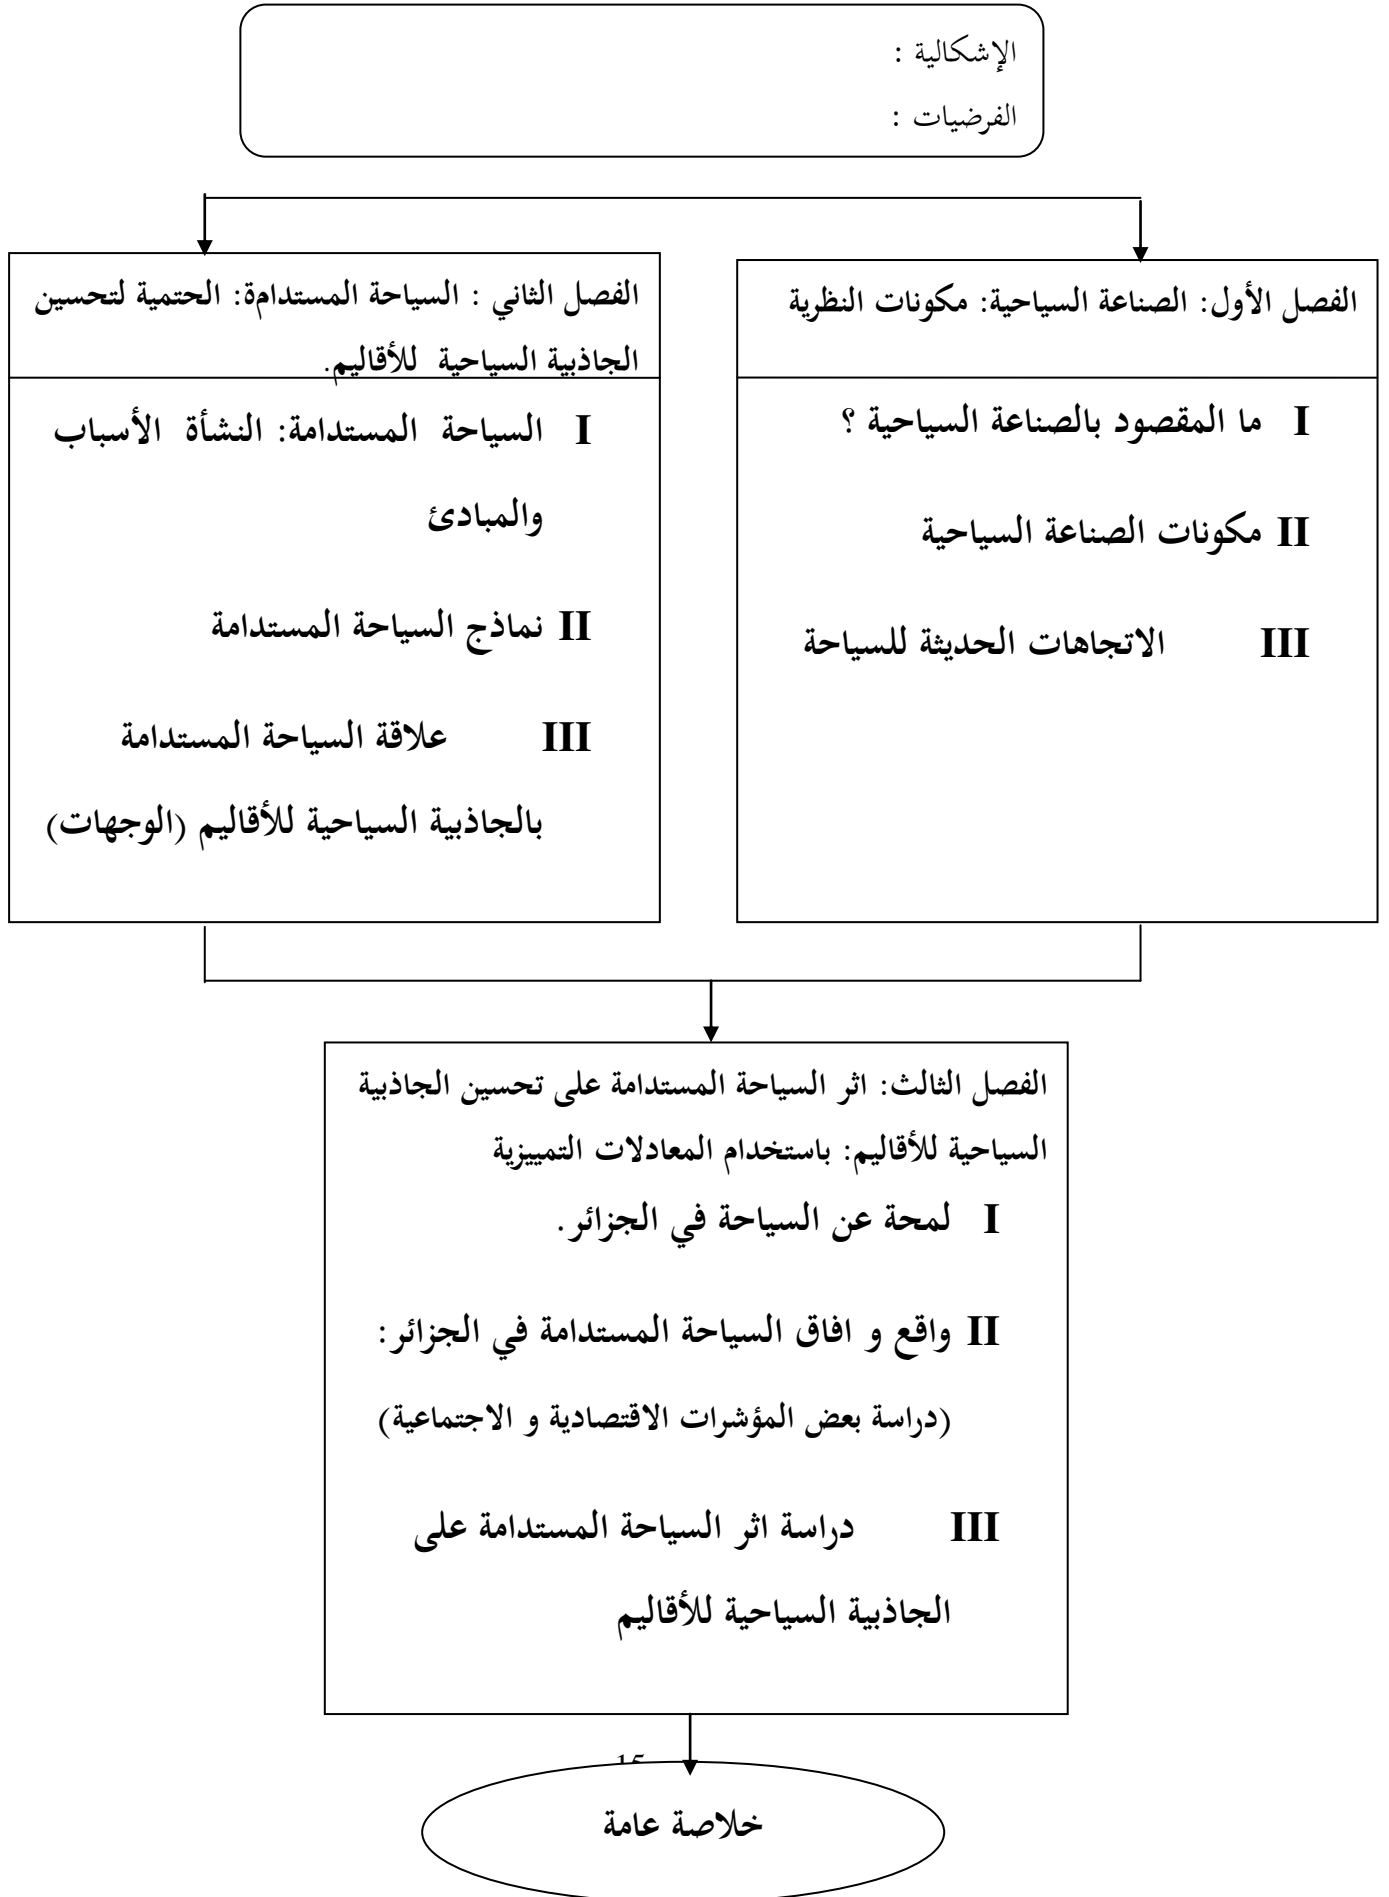 الإشكالية :
الفرضيات :
الفصل الأول: الصناعة السياحية: مكونات النظرية
I ما المقصود بالصناعة السياحية ؟
II مكونات الصناعة السياحية
III الاتجاهات الحديثة للسياحة
الفصل الثاني : السياحة المستدامة: الحتمية لتحسين
الجاذبية السياحية للأقاليم.
I السياحة المستدامة: النشأة الأسباب
والمبادئ
II نماذج السياحة المستدامة
III علاقة السياحة المستدامة
بالجاذبية السياحية للأقاليم (الوجهات)
الفصل الثالث: اثر السياحة المستدامة على تحسين الجاذبية
السياحية للأقاليم: باستخدام المعادلات التمييزية
I لمحة عن السياحة في الجزائر.
II واقع و افاق السياحة المستدامة في الجزائر:
(دراسة بعض المؤشرات الاقتصادية و الاجتماعية)
III دراسة اثر السياحة المستدامة على
الجاذبية السياحية للأقاليم
خلاصة عامة